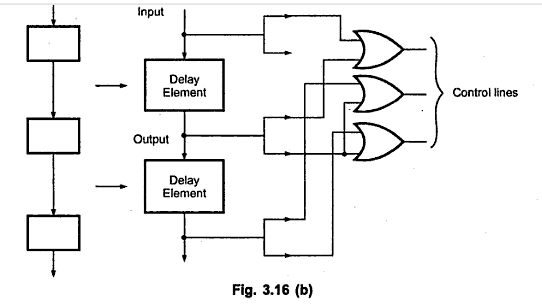 Input
Delay
Element
Control lines
Output
Delay
Element
Fig. 3.16 (b)